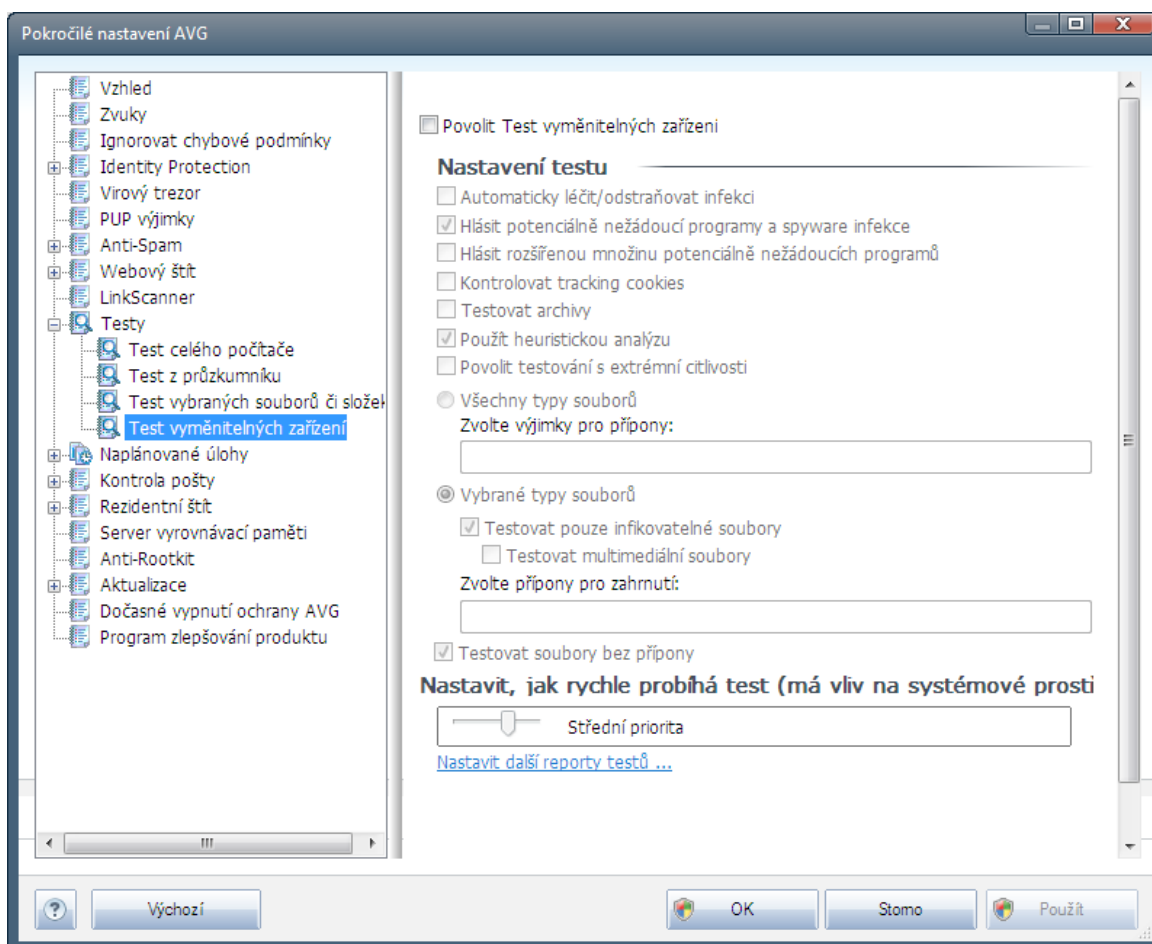 Pokročilé nastavení AVG
Vzhled
Zvuky
Ignorovat chybové podmínky
Identity Protection
Virový trezor
PUP výjimky
Anti-Spam
Webový štít
LinkScanner
Testy
Test celého počítače
Test z průzkumníku
Test vybraných souborů či složek
Test vyměnitelných zařízení
Naplánované úlohy
Kontrola pošty
Rezidentní štít
Server vyrovnávací paměti
Anti-Rootkit
Aktualizace
Dočasné vypnutí ochrany AVG
Program zlepšování produktu
Povolit Test vyměnitelných zařízeni
Nastavení testu
Automaticky léčit/odstraňovat infekci
Hlásit potenciálně nežádoucí programy a spyware infekce
Hlásit rozšířenou množinu potenciálně nežádoucích programů
Kontrolovat tracking cookies
Testovat archivy
Použít heuristickou analýzu
Povolit testování s extrémní citlivosti
Všechny typy souborů
Zvolte výjimky pro přípony:
Vybrané typy souborů
Testovat pouze infikovatelné soubory
Testovat multimediální soubory
Zvolte přípony pro zahrnutí:
Testovat soubory bez přípony
Nastavit, jak rychle probíhá test (má vliv na systémové prosti
Střední priorita
Nastavit další reporty testů ...
Výchozí
OK
Stomo
Použít